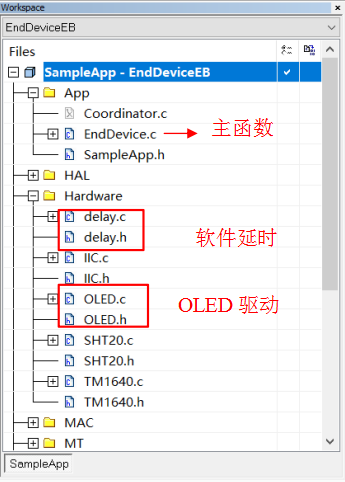 Workspace
EndDeviceEB
Files
SampleApp - EndDeviceEB
App
Coordinator.c
EndDevice.c
主函数
SampleApp.h
HAL
Hardware
delay.c
delay.h
软件延时
IIC.c
IIC.h
OLED.c
OLED 驱动
OLED.h
SHT20.c
SHT20.h
TM1640.c
TM1640.h
MAC
MT
SampleApp